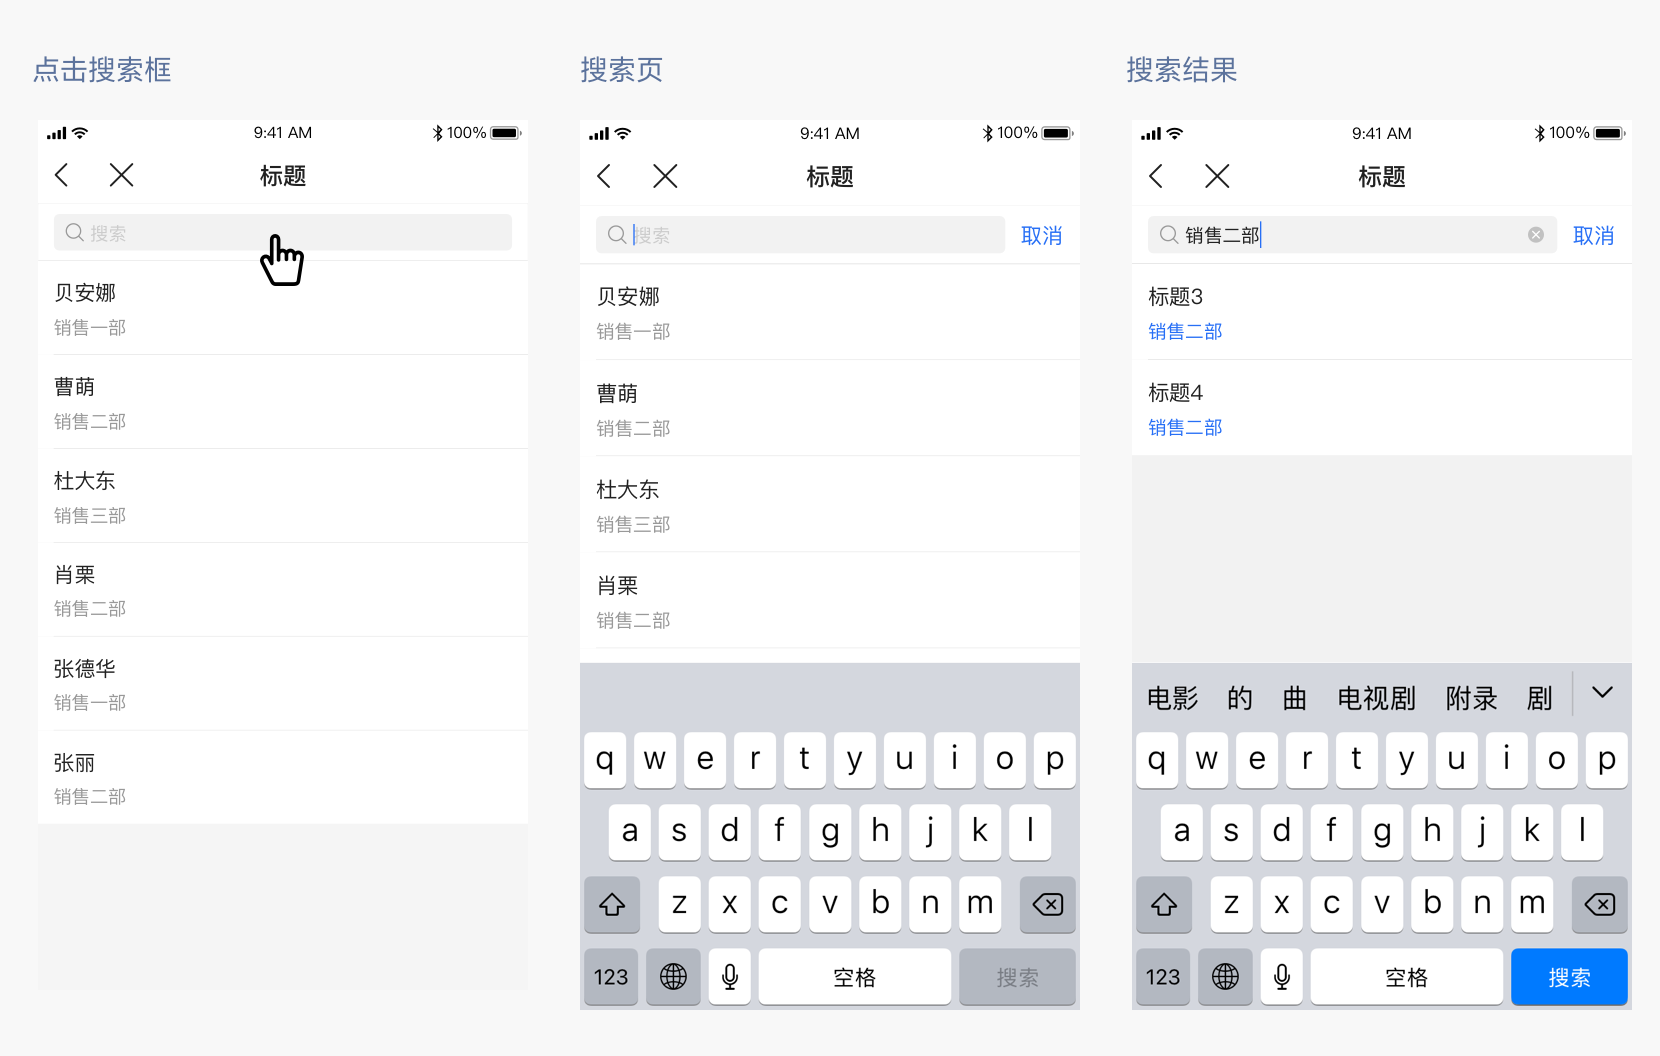 点击搜索框
9:41 AM
100%
标题
搜索
贝安娜
销售一部
曹萌
销售二部
杜大东
销售三部
肖栗
销售二部
张德华
销售一部
张丽
销售二部
搜索页
9:41 AM
100%
标题
搜索
取消
贝安娜
销售一部
曹萌
销售二部
杜大东
销售三部
肖栗
销售二部
q w e r t y u i o p
a s d f g h j k l
z x c v b n m
123 空格 搜索
搜索结果
9:41 AM
100%
标题
销售二部
取消
标题3
销售二部
标题4
销售二部
电影 的 曲 电视剧 附录 剧
q w e r t y u i o p
a s d f g h j k l
z x c v b n m
123 空格 搜索